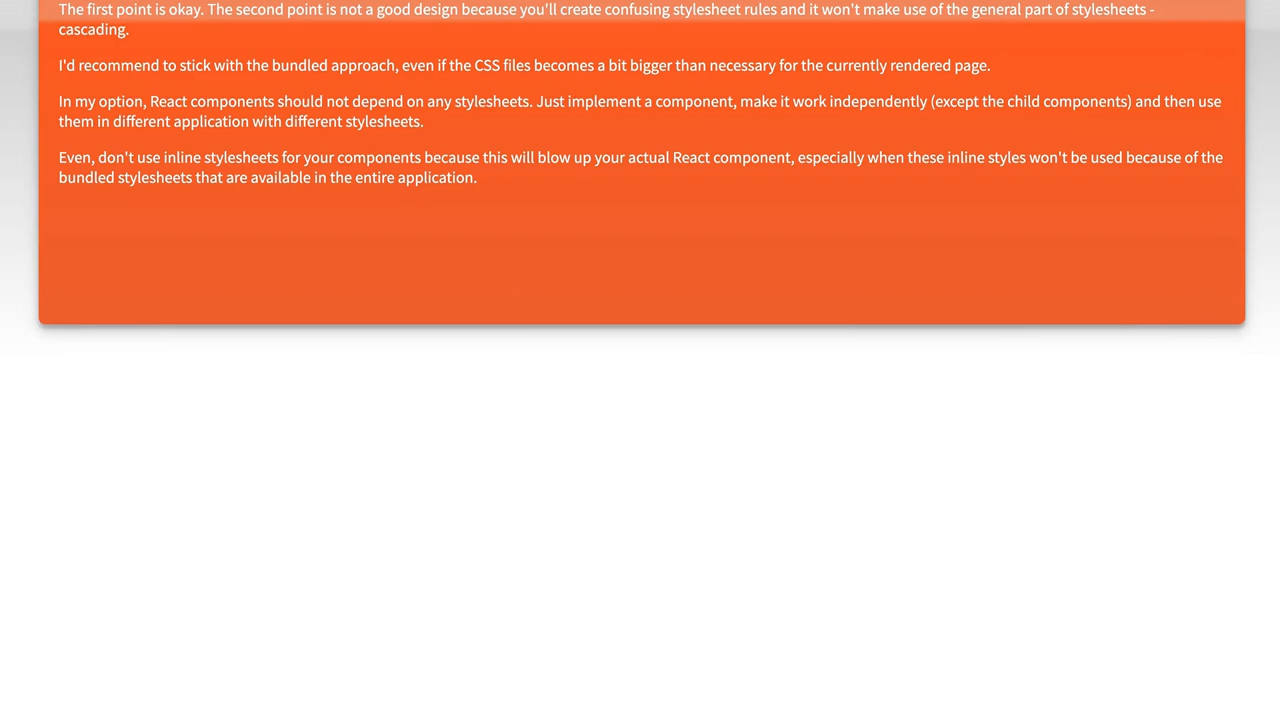 The first point is okay. The second point is not a good design because you'll create confusing stylesheet rules and it won't make use of the general part of stylesheets -
cascading.
I'd recommend to stick with the bundled approach, even if the CSS files becomes a bit bigger than necessary for the currently rendered page.
In my option, React components should not depend on any stylesheets. Just implement a component, make it work independently (except the child components) and then use
them in different application with different stylesheets.
Even, don't use inline stylesheets for your components because this will blow up your actual React component, especially when these inline styles won't be used because of the
bundled stylesheets that are available in the entire application.